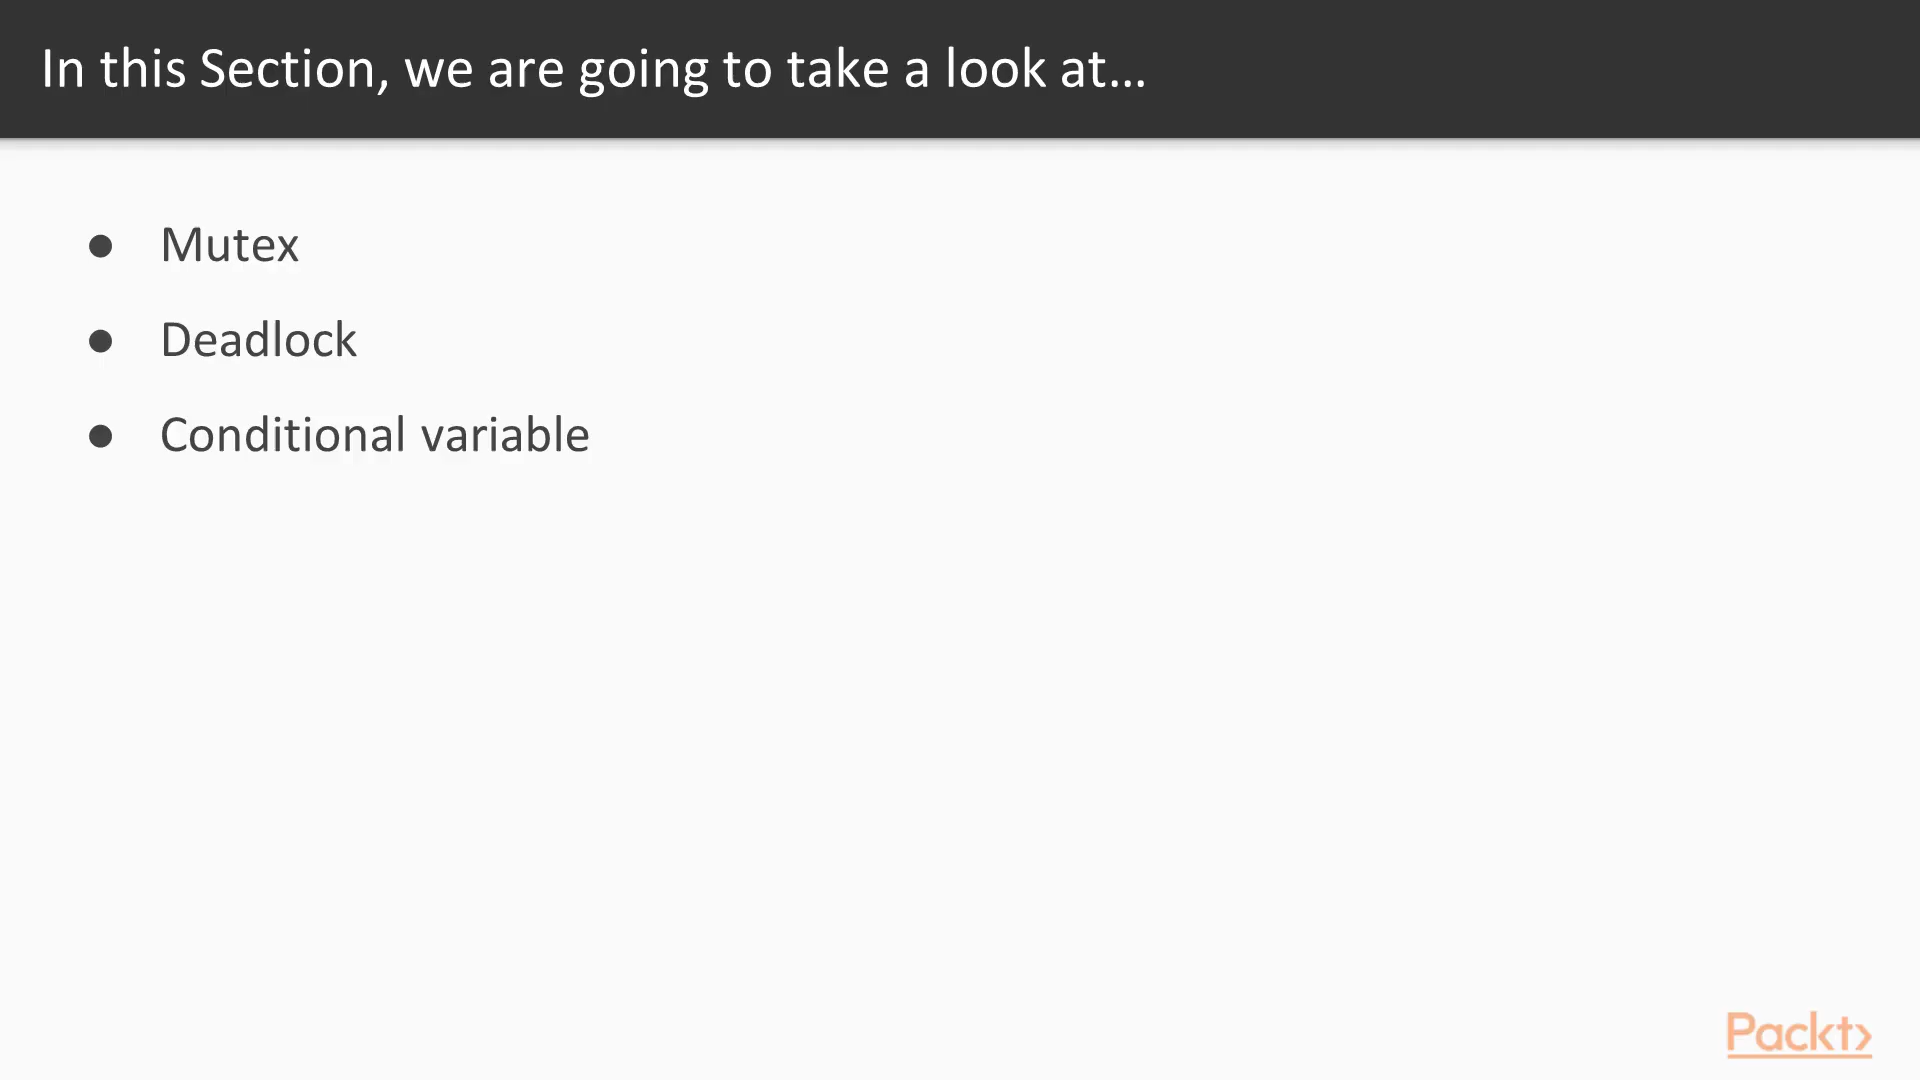 In this Section, we are going to take a look at...
● Mutex
● Deadlock
● Conditional variable
Packt>